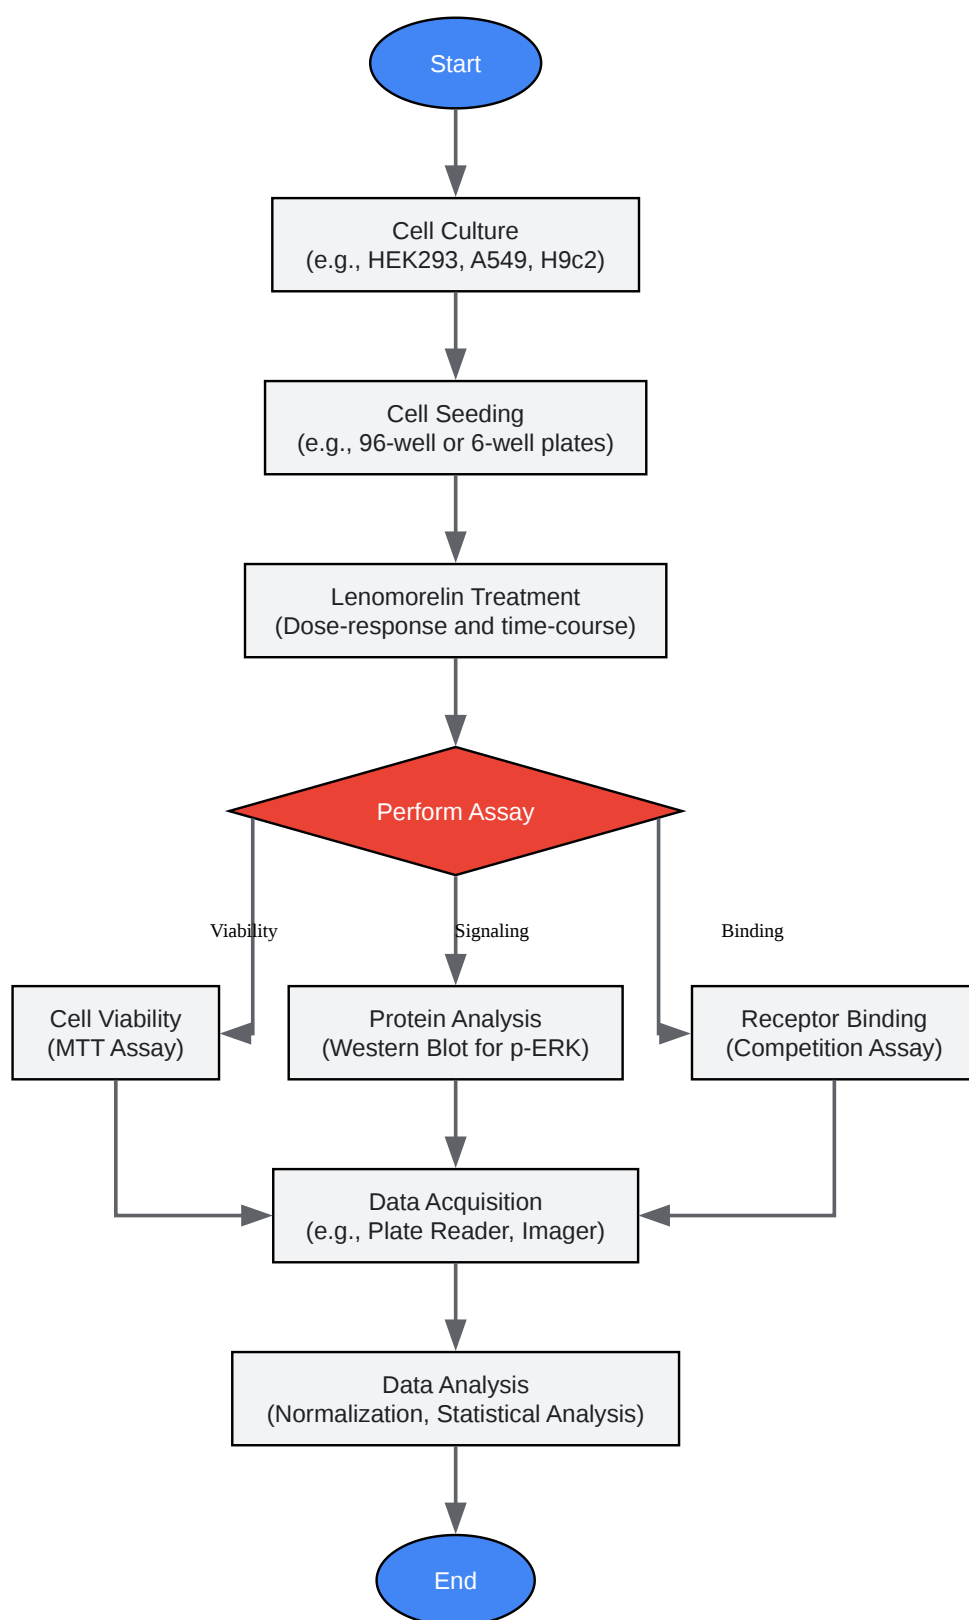 Start
Cell Culture
(e.g., HEK293, A549, H9c2)
Cell Seeding
(e.g., 96-well or 6-well plates)
Lenomorelin Treatment
(Dose-response and time-course)
Perform Assay
Viability
Signaling
Binding
Cell Viability
(MTT Assay)
Protein Analysis
(Western Blot for p-ERK)
Receptor Binding
(Competition Assay)
Data Acquisition
(e.g., Plate Reader, Imager)
Data Analysis
(Normalization, Statistical Analysis)
End